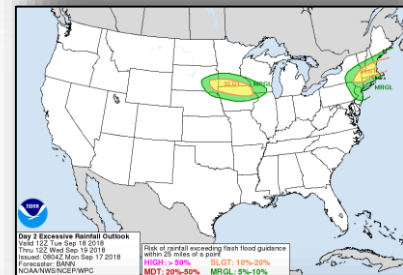 SLGT
MRGL
SLGT
MRGL
NOAA
Day 2 Excessive Rainfall Outlook
Valid 12Z Tue Sep 18 2018
Thru 12Z Wed Sep 19 2018
Issued: 0804Z Mon Sep 17 2018
Forecaster: BANN
NOAA/NWS/NCEP/WPC
Risk of rainfall exceeding flash flood guidance
within 25 miles of a point
HIGH: > 50%
SLGT: 10%-20%
MDT: 20%-50%
MRGL: 5%-10%